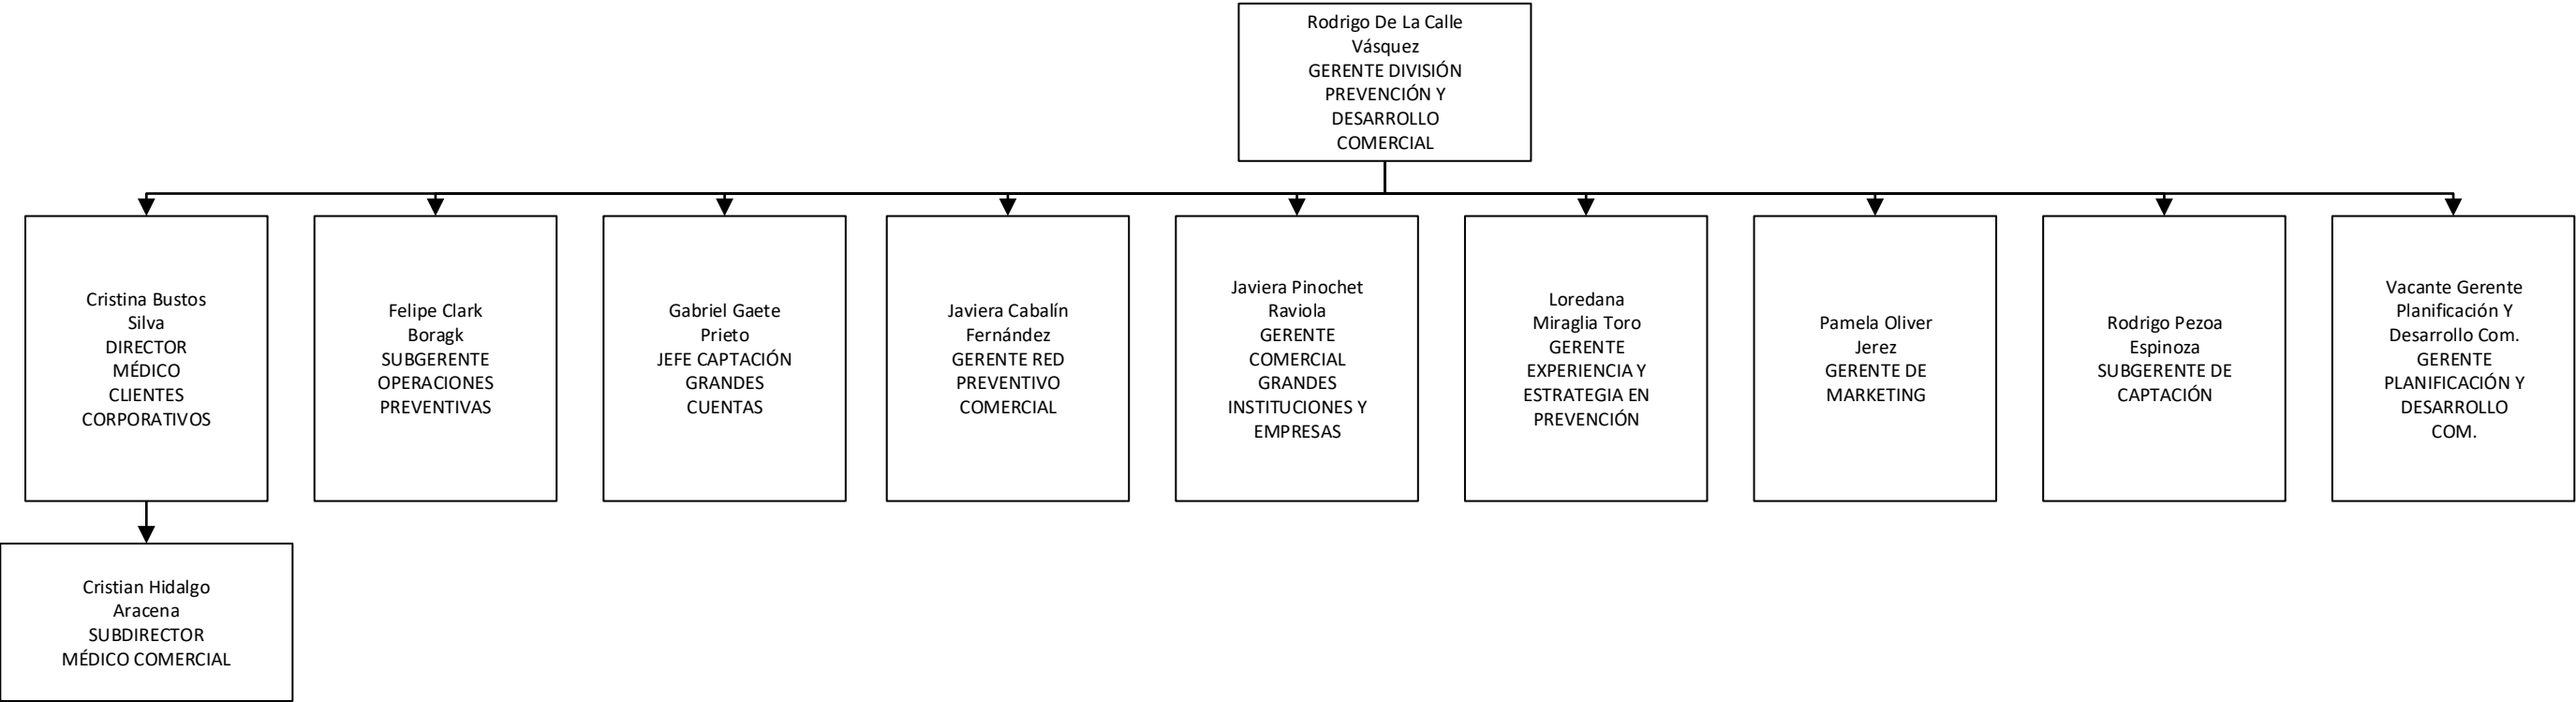 Rodrigo De La Calle
Vásquez
GERENTE DIVISIÓN
PREVENCIÓN Y
DESARROLLO
COMERCIAL
Cristina Bustos
Silva
DIRECTOR
MÉDICO
CLIENTES
CORPORATIVOS
Felipe Clark
Boragk
SUBGERENTE
OPERACIONES
PREVENTIVAS
Gabriel Gaete
Prieto
JEFE CAPTACIÓN
GRANDES
CUENTAS
Javiera Cabalín
Fernández
GERENTE RED
PREVENTIVO
COMERCIAL
Javiera Pinochet
Raviola
GERENTE
COMERCIAL
GRANDES
INSTITUCIONES Y
EMPRESAS
Loredana
Miraglia Toro
GERENTE
EXPERIENCIA Y
ESTRATEGIA EN
PREVENCIÓN
Pamela Oliver
Jerez
GERENTE DE
MARKETING
Rodrigo Pezoa
Espinoza
SUBGERENTE DE
CAPTACIÓN
Vacante Gerente
Planificación Y
Desarrollo Com.
GERENTE
PLANIFICACIÓN Y
DESARROLLO
COM.
Cristian Hidalgo
Aracena
SUBDIRECTOR
MÉDICO COMERCIAL